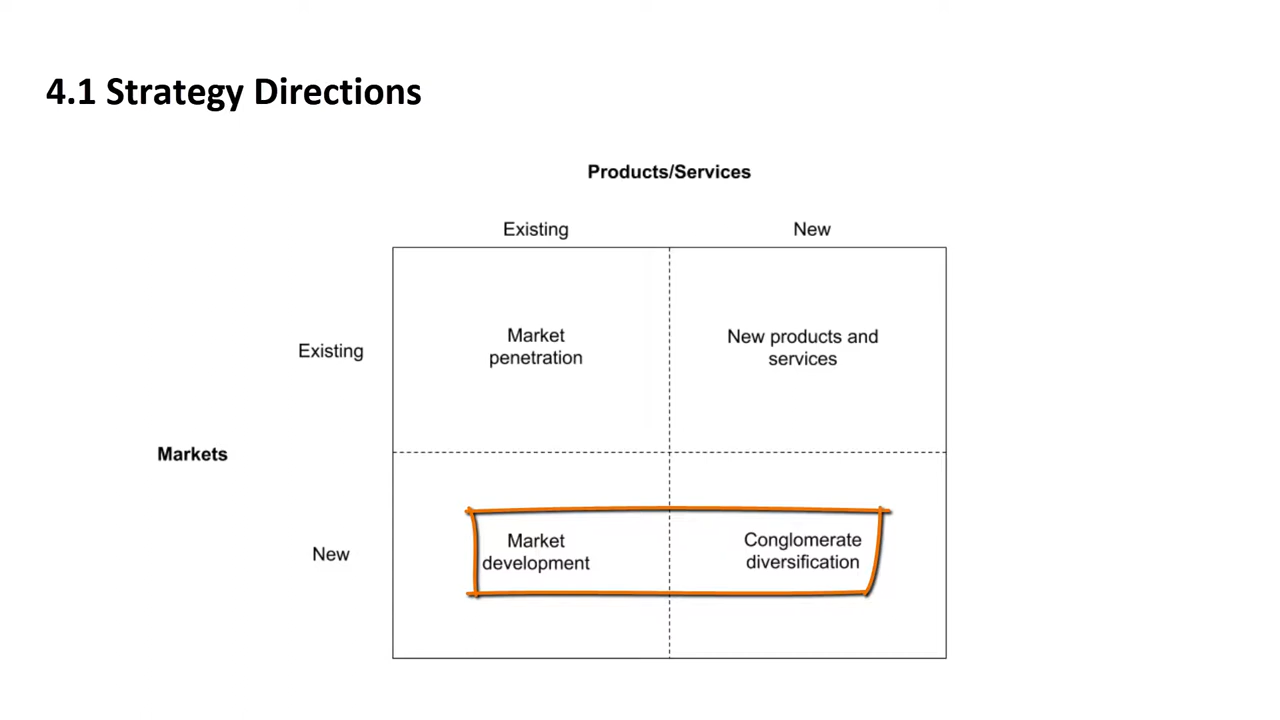 4.1 Strategy Directions
Products/Services
Existing
New
Market
penetration
New products and
services
Existing
Markets
New
Market
development
Conglomerate
diversification